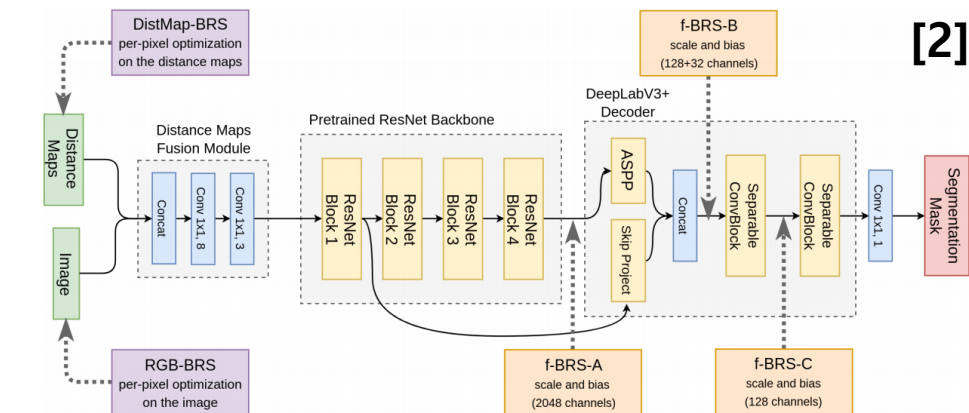 DistMap-BRS
per-pixel optimization
on the distance maps
f-BRS-B
scale and bias
(128+32 channels)
[2]
DeepLabV3+
Decoder
Pretrained ResNet Backbone
Distance Maps
Fusion Module
Distance
Maps
Image
Concat
Conv 1x1, 8
Conv 1x1, 3
ResNet
Block 1
ResNet
Block 2
ResNet
Block 3
ResNet
Block 4
ASPP
Skip Project
Concat
Separable
ConvBlock
Separable
ConvBlock
Conv 1x1, 1
Segmentation
Mask
RGB-BRS
per-pixel optimization
on the image
f-BRS-A
scale and bias
(2048 channels)
f-BRS-C
scale and bias
(128 channels)